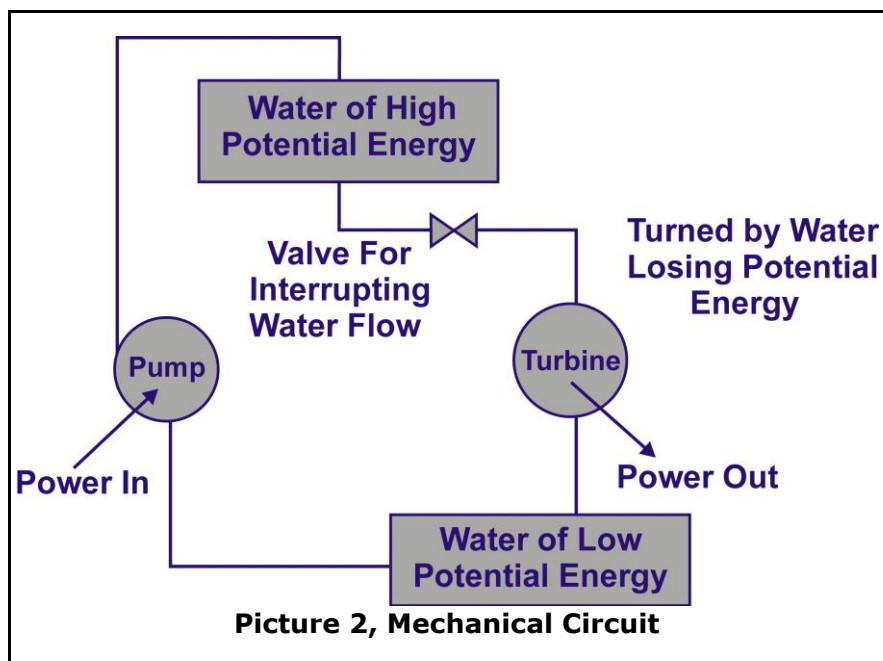 Water of High
Potential Energy
Valve For
Interrupting
Water Flow
Turned by Water
Losing Potential
Energy
Pump
Turbine
Power In
Power Out
Water of Low
Potential Energy
Picture 2, Mechanical Circuit